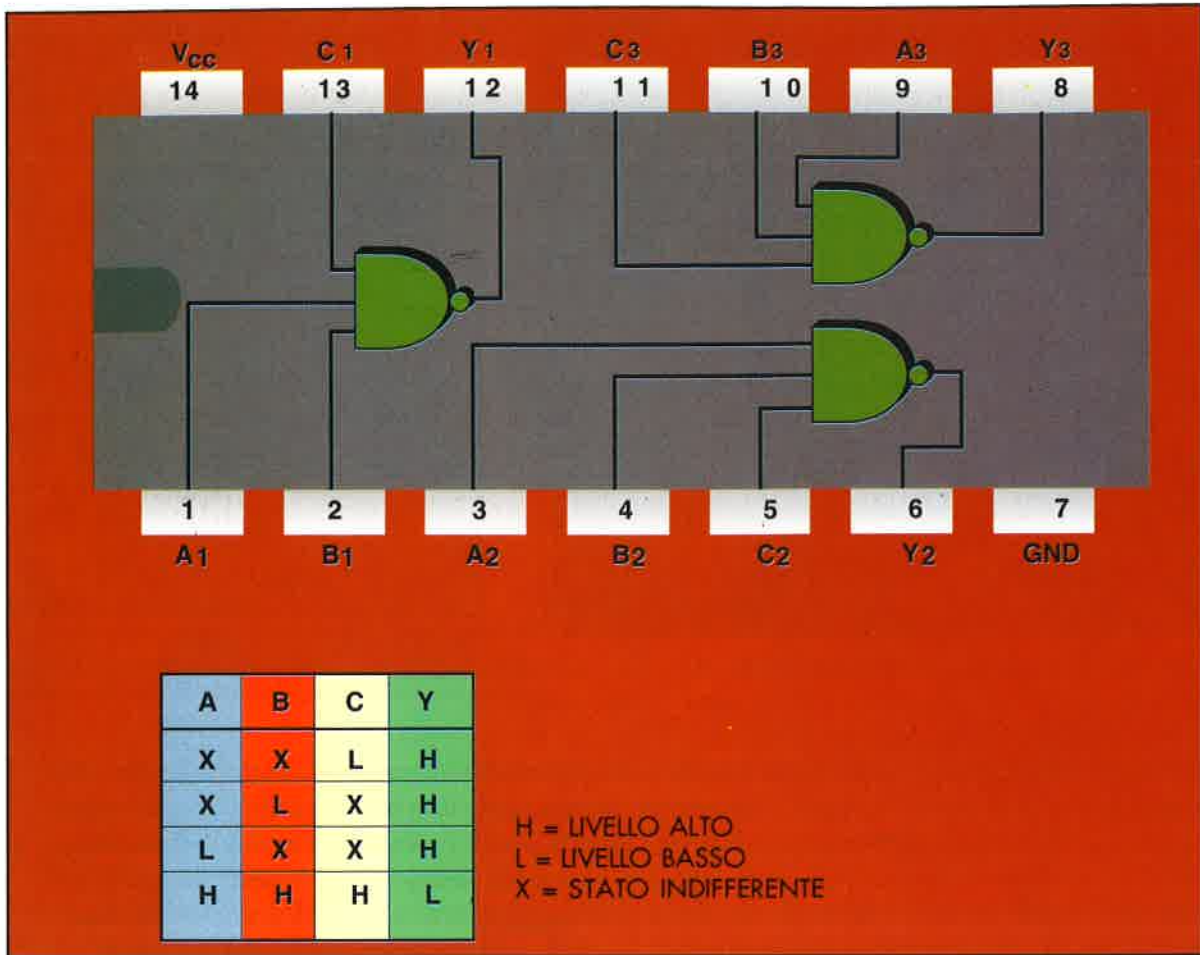 VCC C1 Y1 C3 B3 A3 Y3
14 13 12 11 10 9 8
1 2 3 4 5 6 7
A1 B1 A2 B2 C2 Y2 GND
A B C Y
X X L H
X L X H
L X X H
H H H L
H = LIVELLO ALTO
L = LIVELLO BASSO
X = STATO INDIFFERENTE